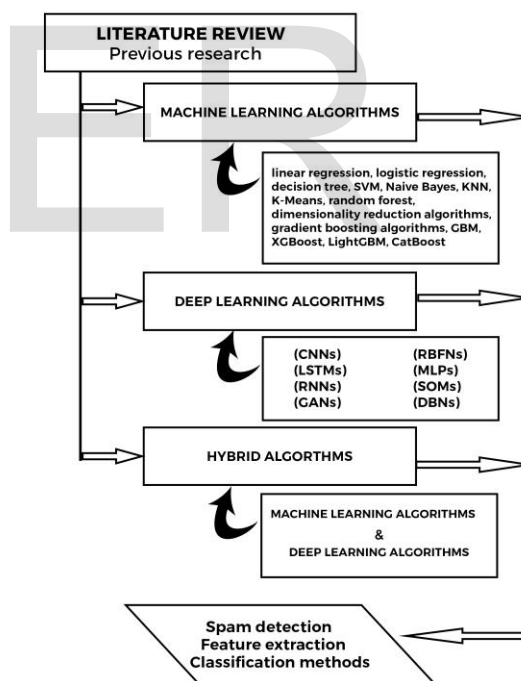 LITERATURE REVIEW
Previous research
MACHINE LEARNING ALGORITHMS
linear regression, logistic regression,
decision tree, SVM, Naive Bayes, KNN,
K-Means, random forest,
dimensionality reduction algorithms,
gradient boosting algorithms, GBM,
XGBoost, LightGBM, CatBoost
DEEP LEARNING ALGORITHMS
(CNNs) (RBFNs)
(LSTMs) (MLPs)
(RNNs) (SOMs)
(GANs) (DBNs)
HYBRID ALGORTHMS
MACHINE LEARNING ALGORITHMS
&
DEEP LEARNING ALGORITHMS
Spam detection
Feature extraction
Classification methods
ER